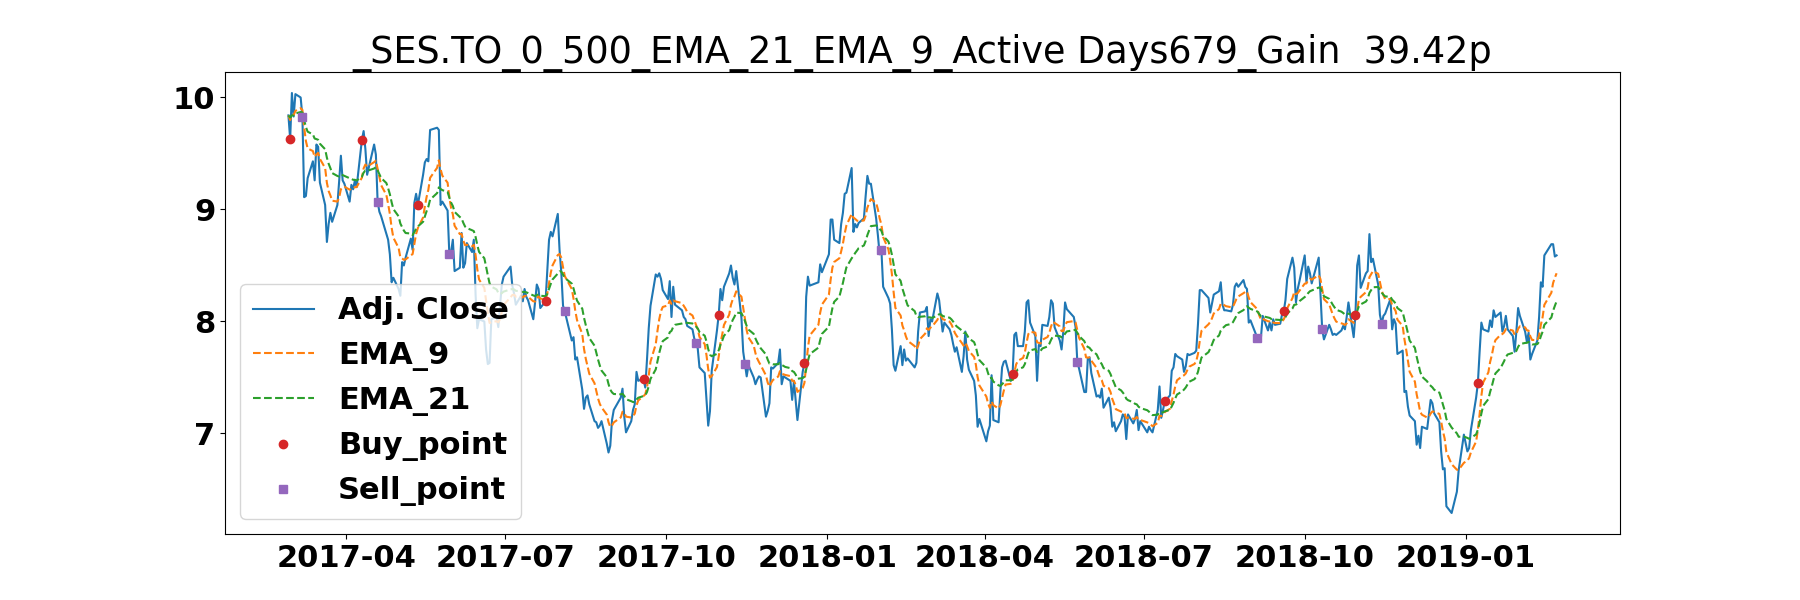 _SES.TO_0_500_EMA_21_EMA_9_Active Days679_Gain  39.42p
10
9
8
7
Adj. Close
EMA_9
EMA_21
Buy_point
Sell_point
2017-04 2017-07 2017-10 2018-01 2018-04 2018-07 2018-10 2019-01